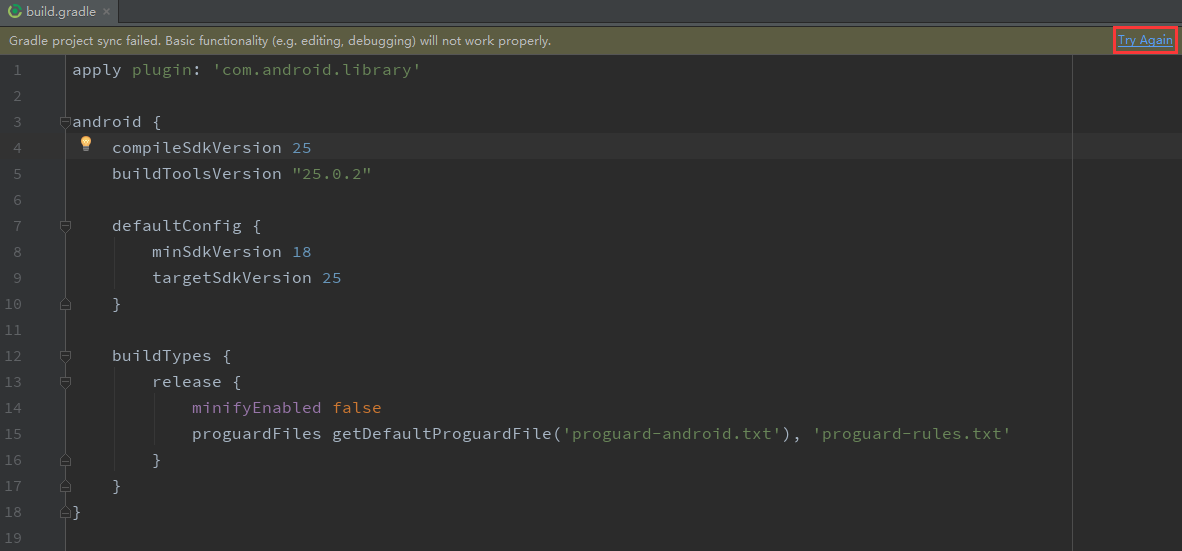 build.gradle
Gradle project sync failed. Basic functionality (e.g. editing, debugging) will not work properly. Try Again
1 apply plugin: 'com.android.library'
2
3 android {
4 compileSdkVersion 25
5 buildToolsVersion "25.0.2"
6
7 defaultConfig {
8 minSdkVersion 18
9 targetSdkVersion 25
10 }
11
12 buildTypes {
13 release {
14 minifyEnabled false
15 proguardFiles getDefaultProguardFile('proguard-android.txt'), 'proguard-rules.txt'
16 }
17 }
18 }
19